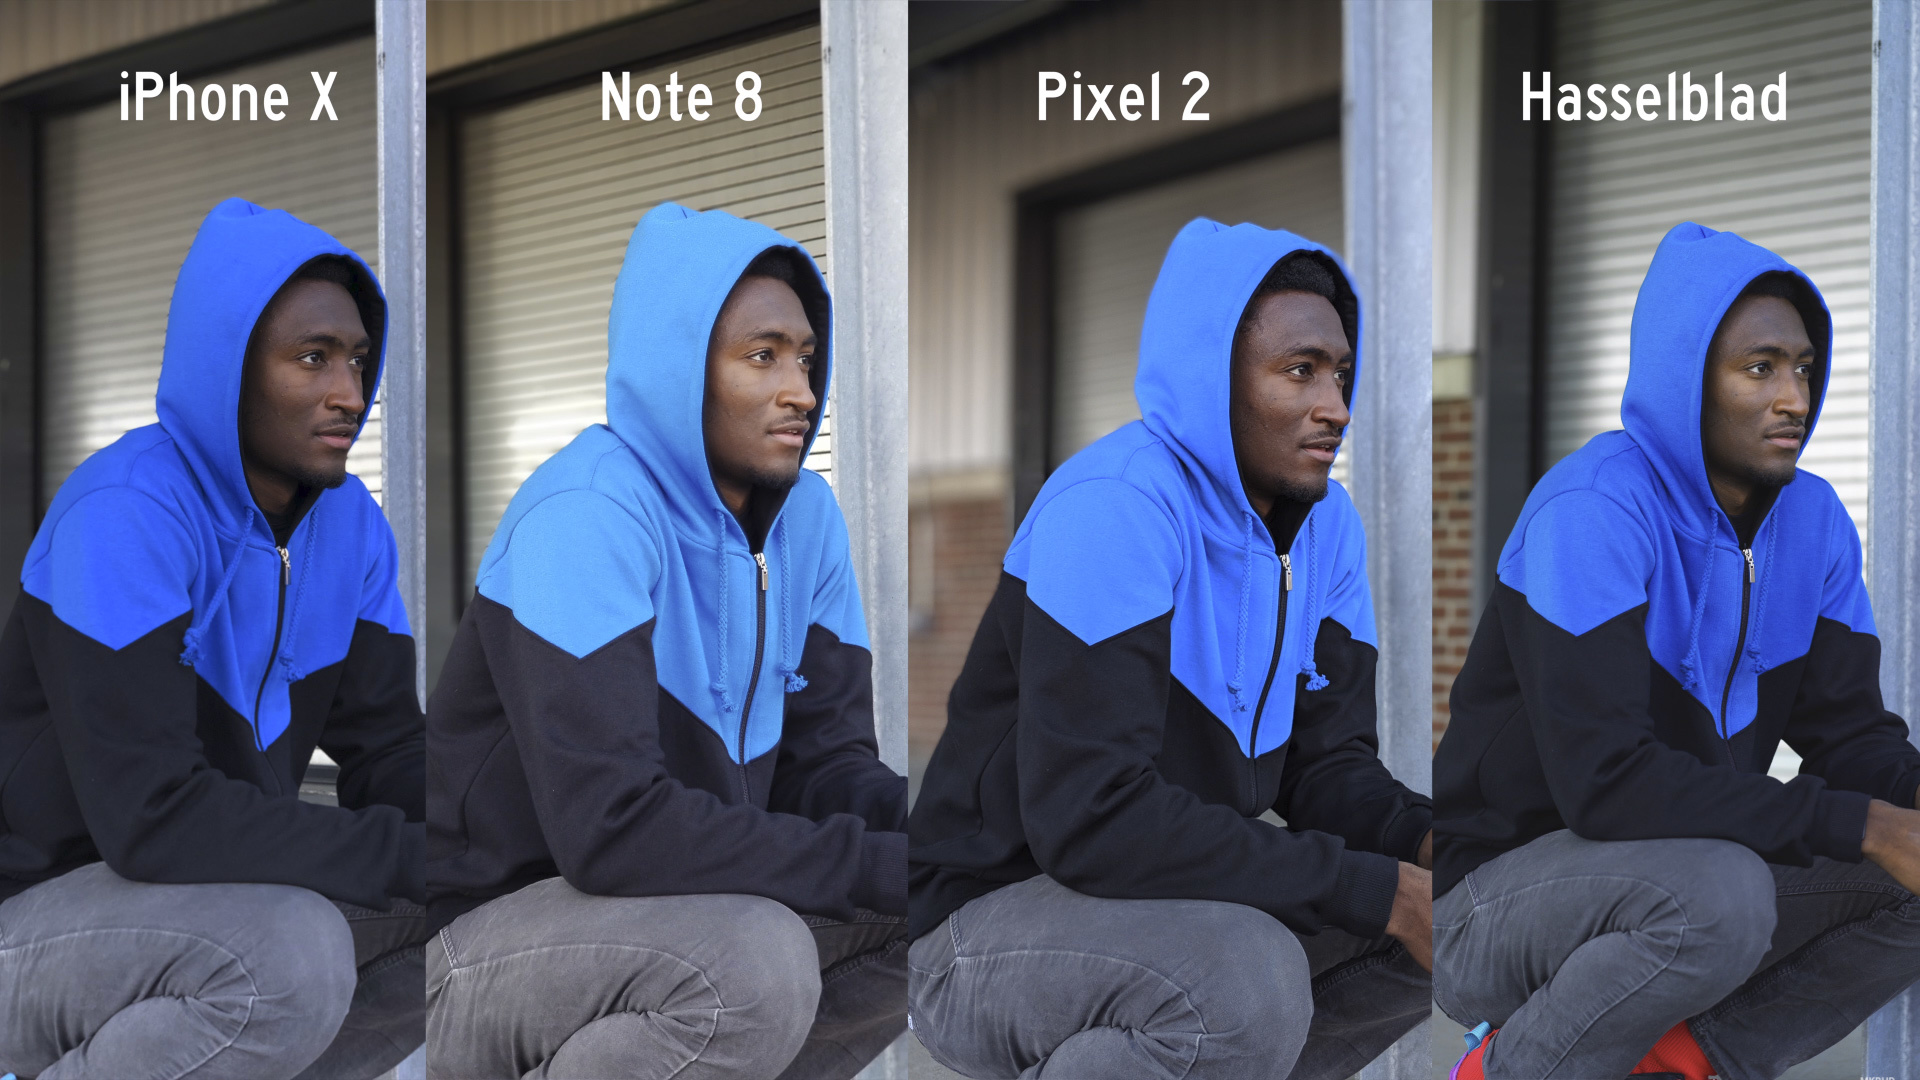 iPhone X
Note 8
Pixel 2
Hasselblad